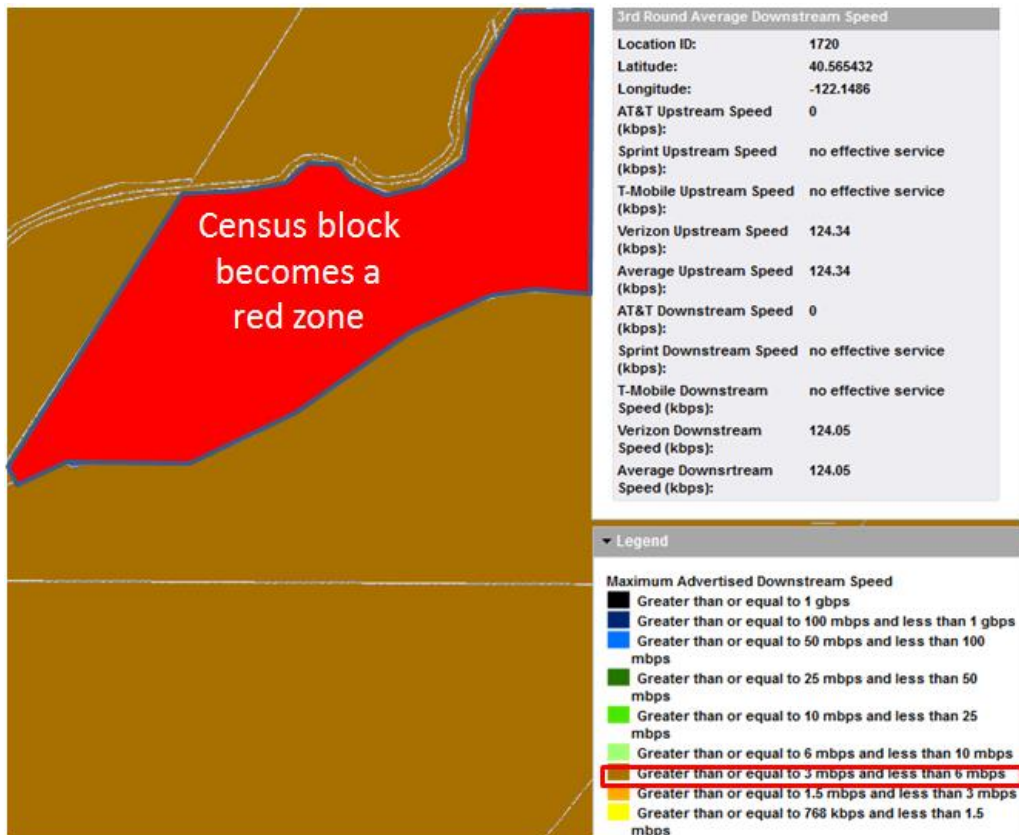 Census block
becomes a
red zone
3rd Round Average Downstream Speed
Location ID: 1720
Latitude: 40.565432
Longitude: -122.1486
AT&T Upstream Speed 0
(kbps):
Sprint Upstream Speed no effective service
(kbps):
T-Mobile Upstream Speed no effective service
(kbps):
Verizon Upstream Speed 124.34
(kbps):
Average Upstream Speed 124.34
(kbps):
AT&T Downstream Speed 0
(kbps):
Sprint Downstream Speed no effective service
(kbps):
T-Mobile Downstream no effective service
Speed (kbps):
Verizon Downstream 124.05
Speed (kbps):
Average Downsrtream 124.05
Speed (kbps):
Legend
Maximum Advertised Downstream Speed
Greater than or equal to 1 gbps
Greater than or equal to 100 mbps and less than 1 gbps
Greater than or equal to 50 mbps and less than 100
mbps
Greater than or equal to 25 mbps and less than 50
mbps
Greater than or equal to 10 mbps and less than 25
mbps
Greater than or equal to 6 mbps and less than 10 mbps
Greater than or equal to 3 mbps and less than 6 mbps
Greater than or equal to 1.5 mbps and less than 3 mbps
Greater than or equal to 768 kbps and less than 1.5
mbps